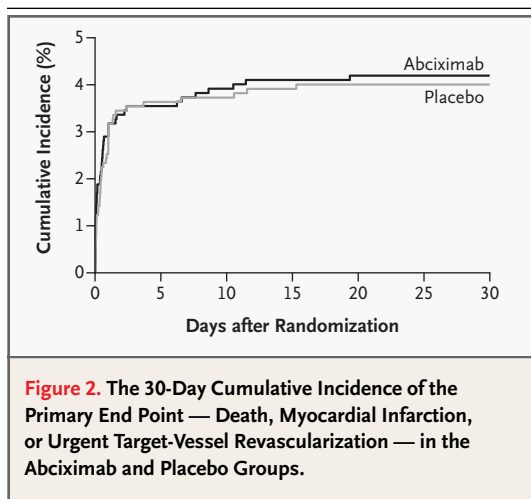 5
4
3
2
1
0
Cumulative Incidence (%)
Abciximab
Placebo
0 5 10 15 20 25 30
Days after Randomization
Figure 2. The 30-Day Cumulative Incidence of the
Primary End Point — Death, Myocardial Infarction,
or Urgent Target-Vessel Revascularization — in the
Abciximab and Placebo Groups.